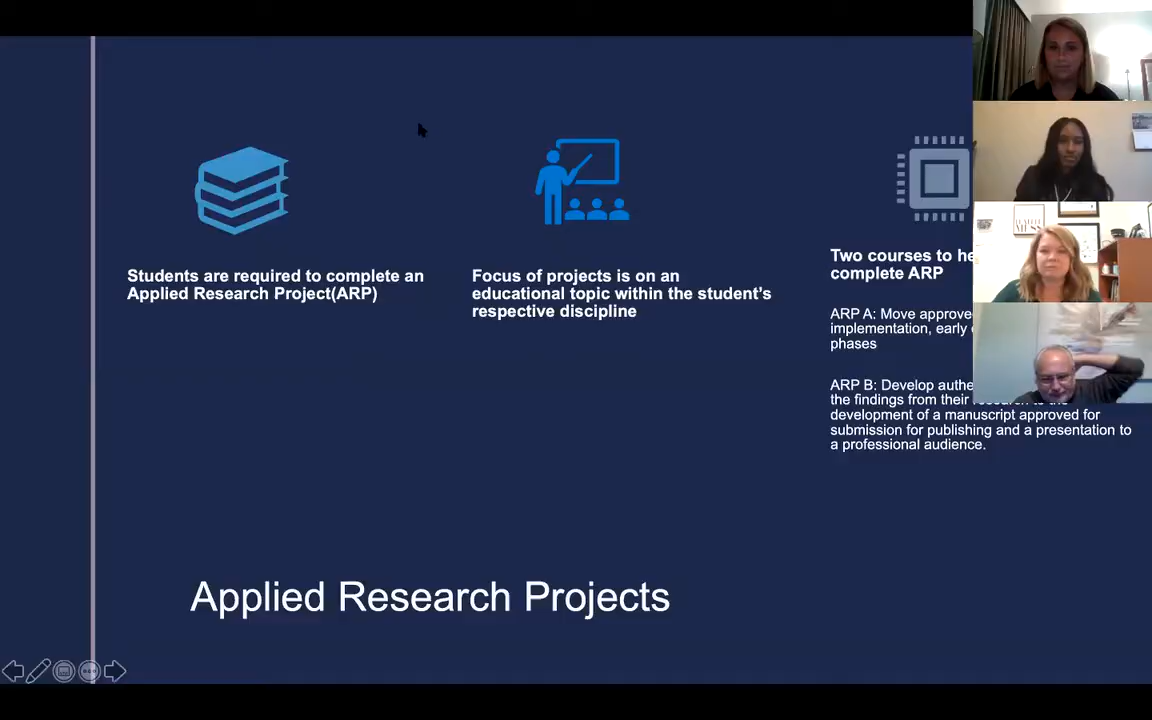 Students are required to complete an
Applied Research Project(ARP)
Focus of projects is on an
educational topic within the student’s
respective discipline
Two courses to
complete ARP
ARP A: Move
implementation, early
phases
ARP B: Develop
the findings from their research to the
development of a manuscript approved for
submission for publishing and a presentation to
a professional audience.
Applied Research Projects